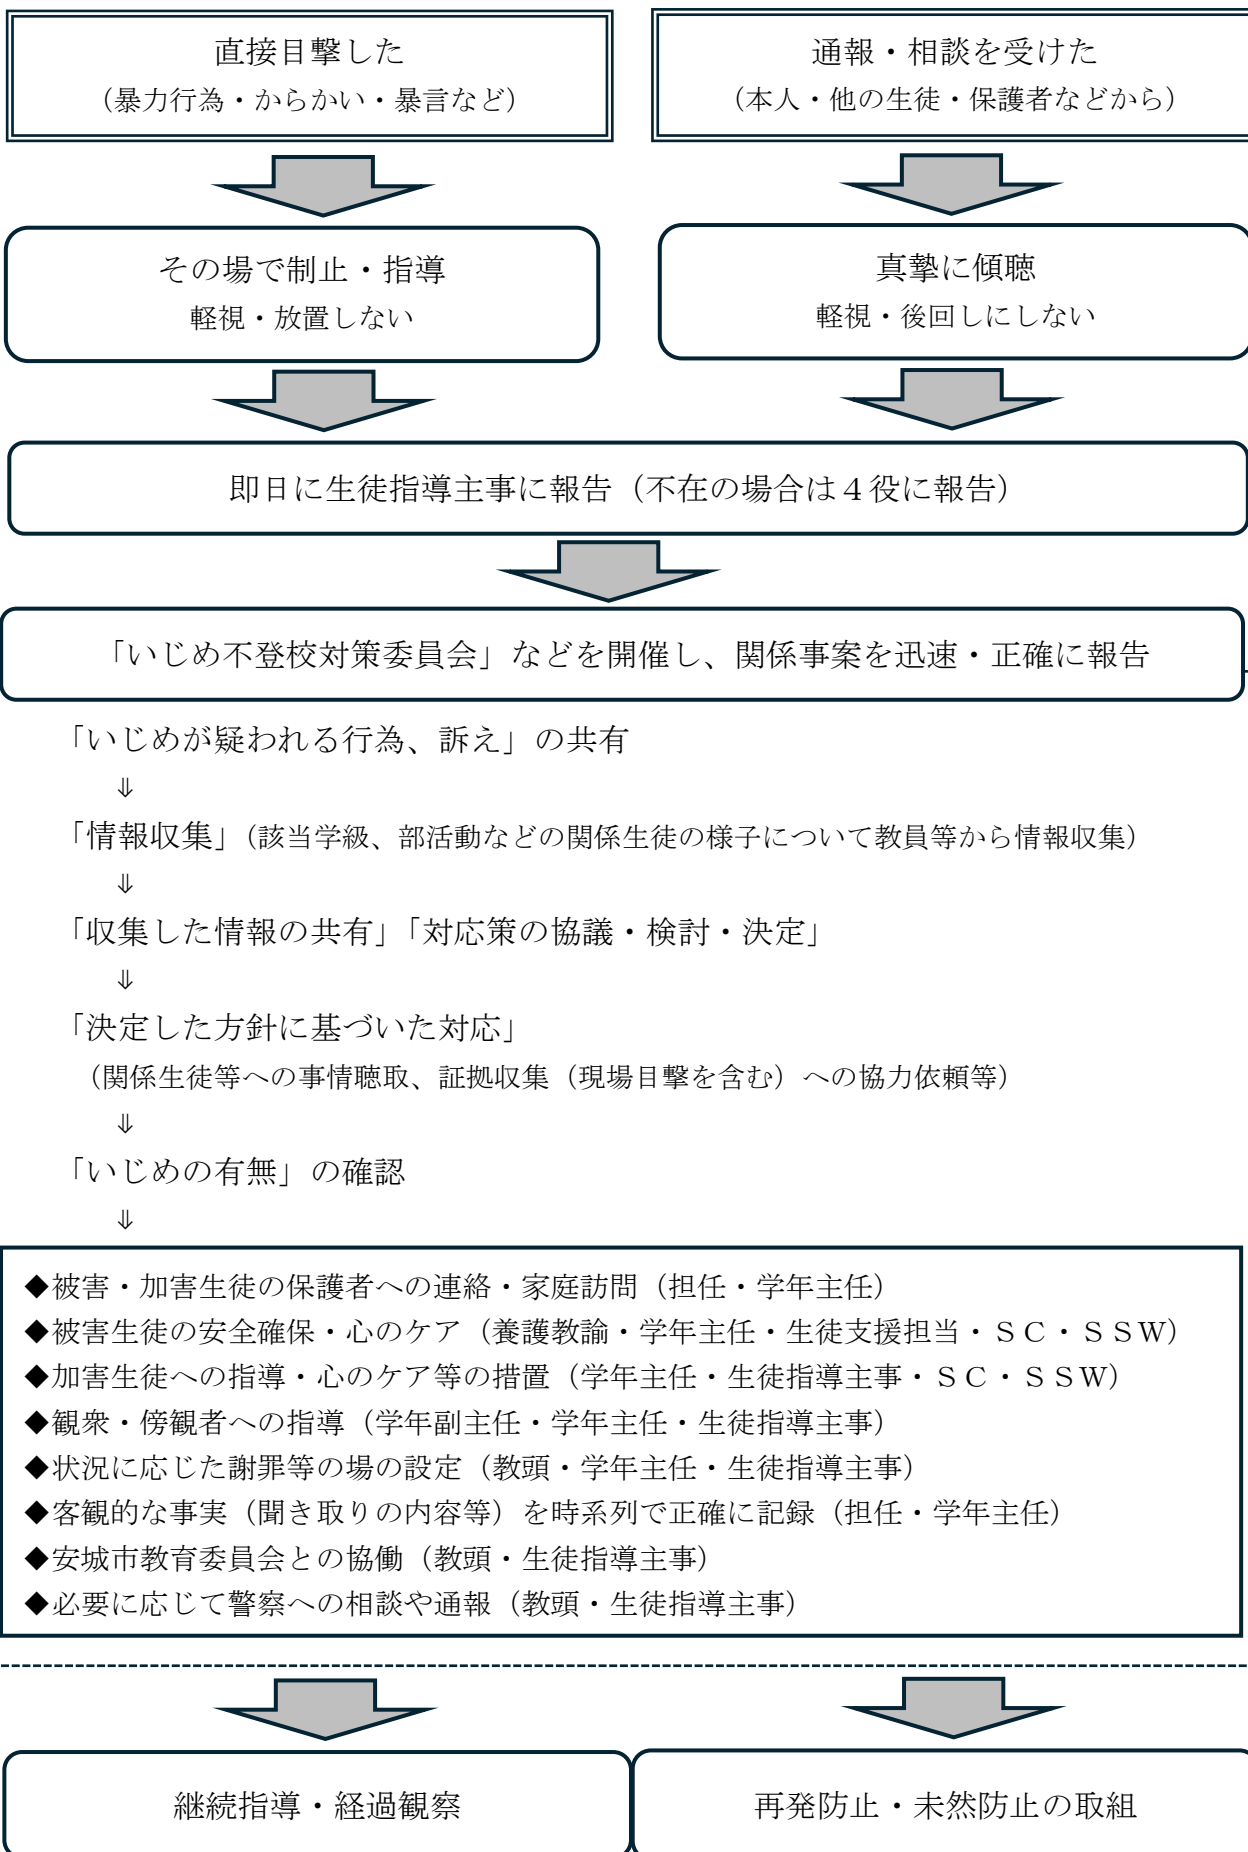 直接目撃した
（暴力行為・からかい・暴言など）
通報・相談を受けた
（本人・他の生徒・保護者などから）
その場で制止・指導
軽視・放置しない
真摯に傾聴
軽視・後回しにしない
即日に生徒指導主事に報告（不在の場合は４役に報告）
「いじめ不登校対策委員会」などを開催し、関係事案を迅速・正確に報告
「いじめが疑われる行為、訴え」の共有
⇓
「情報収集」（該当学級、部活動などの関係生徒の様子について教員等から情報収集）
⇓
「収集した情報の共有」「対応策の協議・検討・決定」
⇓
「決定した方針に基づいた対応」
（関係生徒等への事情聴取、証拠収集（現場目撃を含む）への協力依頼等）
⇓
「いじめの有無」の確認
⇓
◆被害・加害生徒の保護者への連絡・家庭訪問（担任・学年主任）
◆被害生徒の安全確保・心のケア（養護教諭・学年主任・生徒支援担当・ＳＣ・ＳＳＷ）
◆加害生徒への指導・心のケア等の措置（学年主任・生徒指導主事・ＳＣ・ＳＳＷ）
◆観衆・傍観者への指導（学年副主任・学年主任・生徒指導主事）
◆状況に応じた謝罪等の場の設定（教頭・学年主任・生徒指導主事）
◆客観的な事実（聞き取りの内容等）を時系列で正確に記録（担任・学年主任）
◆安城市教育委員会との協働（教頭・生徒指導主事）
◆必要に応じて警察への相談や通報（教頭・生徒指導主事）
継続指導・経過観察
再発防止・未然防止の取組